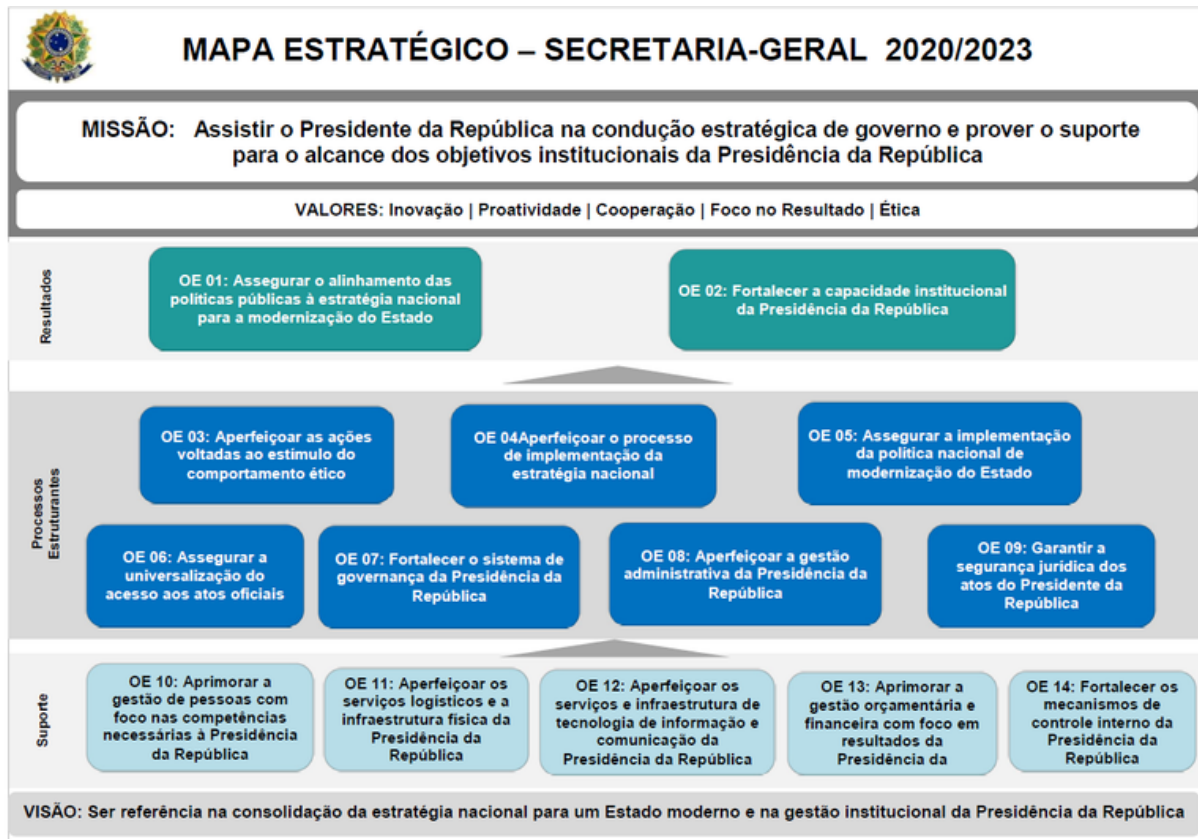 MAPA ESTRATÉGICO – SECRETARIA-GERAL 2020/2023
MISSÃO: Assistir o Presidente da República na condução estratégica de governo e prover o suporte
para o alcance dos objetivos institucionais da Presidência da República
VALORES: Inovação | Proatividade | Cooperação | Foco no Resultado | Ética
Resultados
OE 01: Assegurar o alinhamento das
políticas públicas à estratégia nacional
para a modernização do Estado
OE 02: Fortalecer a capacidade institucional
da Presidência da República
Processos
Estruturantes
OE 03: Aperfeiçoar as ações
voltadas ao estímulo do
comportamento ético
OE 04Aperfeiçoar o processo
de implementação da
estratégia nacional
OE 05: Assegurar a implementação
da política nacional de
modernização do Estado
OE 06: Assegurar a
universalização do
acesso aos atos oficiais
OE 07: Fortalecer o sistema de
governança da Presidência da
República
OE 08: Aperfeiçoar a gestão
administrativa da Presidência da
República
OE 09: Garantir a
segurança jurídica dos
atos do Presidente da
República
Suporte
OE 10: Aprimorar a
gestão de pessoas com
foco nas competências
necessárias à Presidência
da República
OE 11: Aperfeiçoar os
serviços logísticos e a
infraestrutura física da
Presidência da
República
OE 12: Aperfeiçoar os
serviços e infraestrutura de
tecnologia de informação e
comunicação da
Presidência da República
OE 13: Aprimorar a
gestão orçamentária e
financeira com foco em
resultados da
Presidência da
OE 14: Fortalecer os
mecanismos de
controle interno da
Presidência da
República
VISÃO: Ser referência na consolidação da estratégia nacional para um Estado moderno e na gestão institucional da Presidência da República